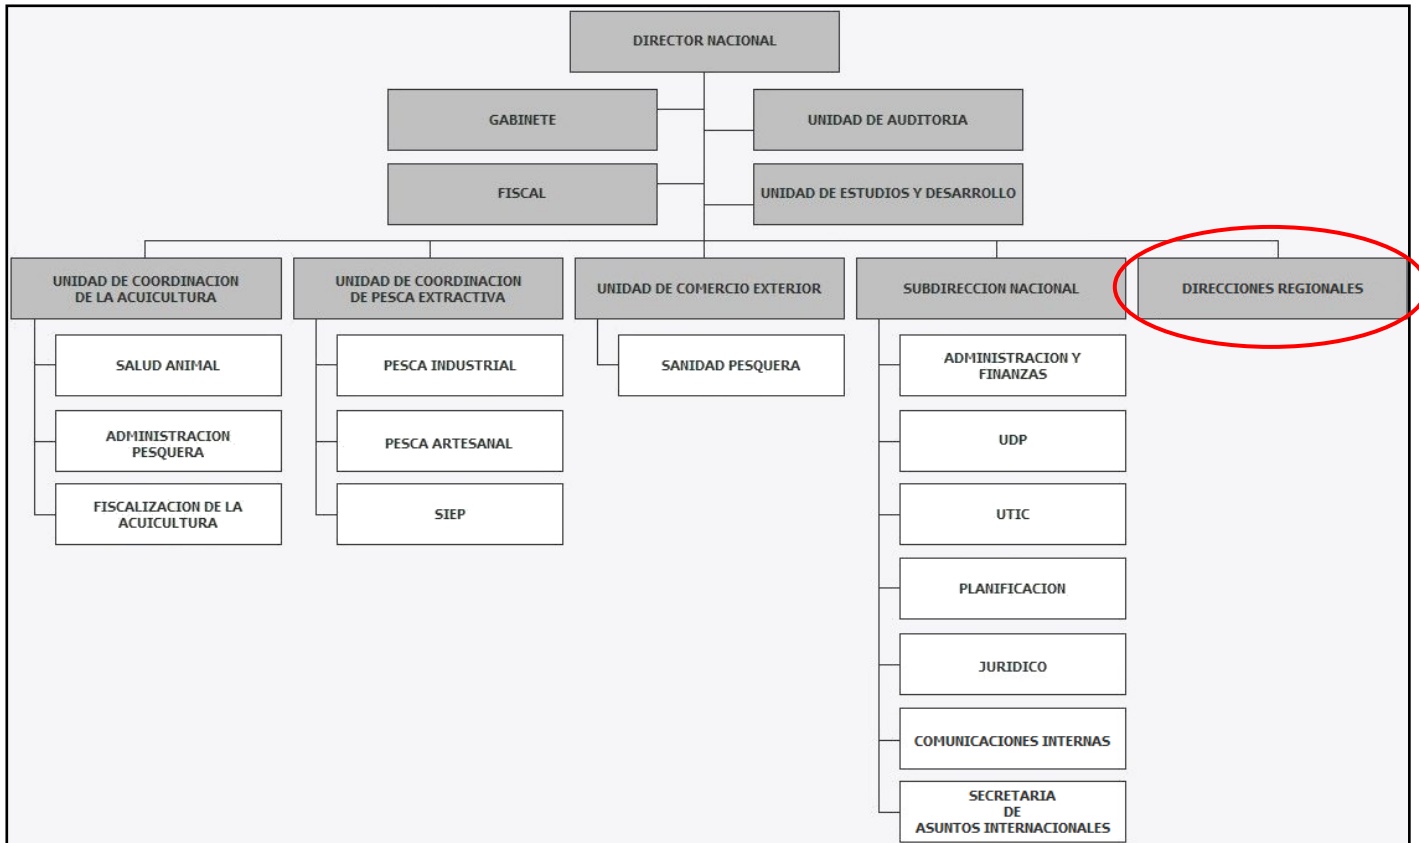 DIRECTOR NACIONAL
GABINETE
UNIDAD DE AUDITORIA
FISCAL
UNIDAD DE ESTUDIOS Y DESARROLLO
UNIDAD DE COORDINACION
DE LA ACUICULTURA
UNIDAD DE COORDINACION
DE PESCA EXTRACTIVA
UNIDAD DE COMERCIO EXTERIOR
SUBDIRECCION NACIONAL
DIRECCIONES REGIONALES
SALUD ANIMAL
ADMINISTRACION
PESQUERA
FISCALIZACION DE LA
ACUICULTURA
PESCA INDUSTRIAL
PESCA ARTESANAL
SIEP
SANIDAD PESQUERA
ADMINISTRACION Y
FINANZAS
UDP
UTIC
PLANIFICACION
JURIDICO
COMUNICACIONES INTERNAS
SECRETARIA
DE
ASUNTOS INTERNACIONALES